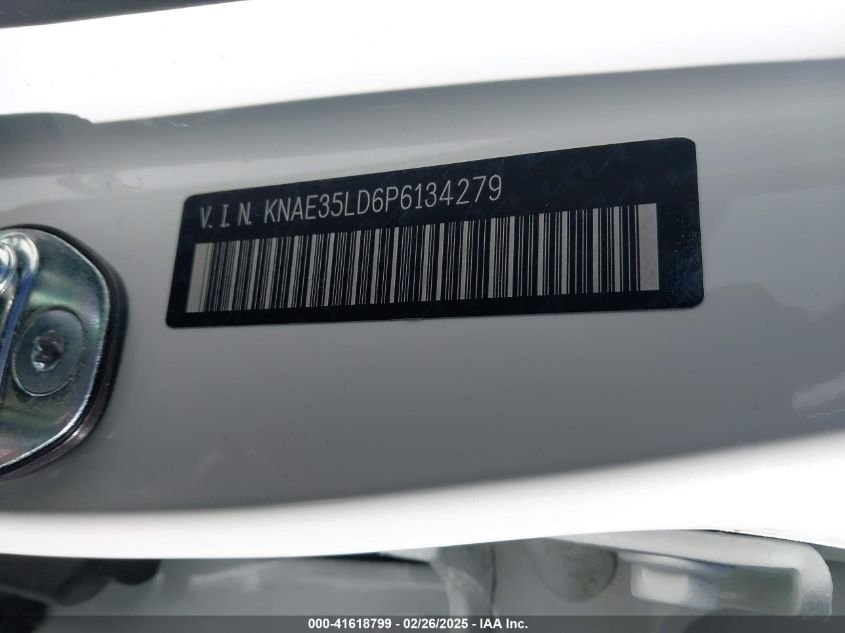 V.I.N. KNAE35LD6P6134279
000-41618799 - 02/26/2025 - IAA Inc.